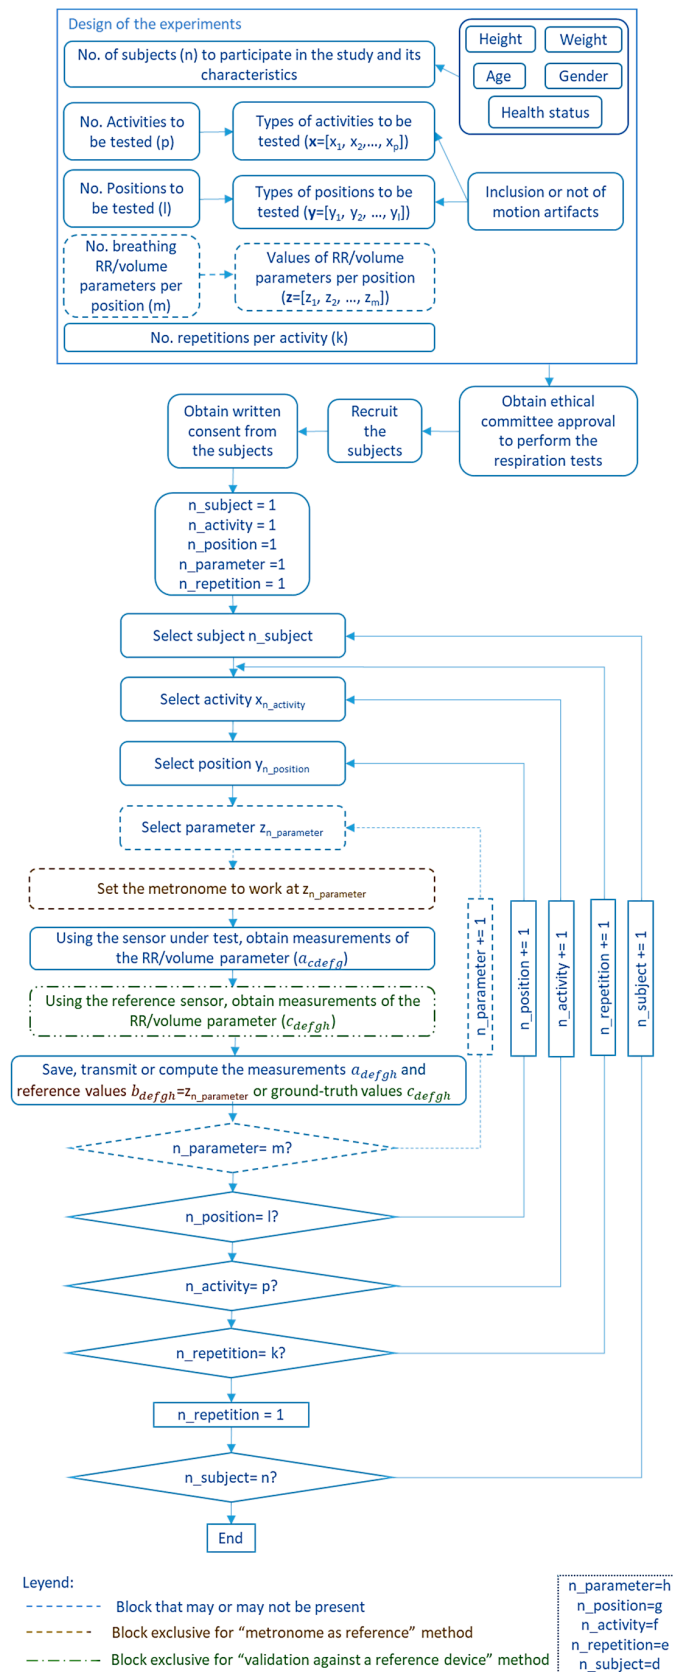 Design of the experiments
No. of subjects (n) to participate in the study and its
characteristics
Height
Weight
Age
Gender
Health status
No. Activities to
be tested (p)
Types of activities to be
tested (x=[x1, x2,..., xp])
No. Positions to
be tested (l)
Types of positions to be
tested (y=[y1, y2, ..., yl])
Inclusion or not of
motion artifacts
No. breathing
RR/volume
parameters per
position (m)
Values of RR/volume
parameters per position
(z=[z1, z2, ..., zm])
No. repetitions per activity (k)
Obtain written
consent from
the subjects
Recruit
the
subjects
Obtain ethical
committee approval
to perform the
respiration tests
n_subject = 1
n_activity = 1
n_position =1
n_parameter =1
n_repetition = 1
Select subject n_subject
Select activity xn_activity
Select position yn_position
Select parameter zn_parameter
Set the metronome to work at zn_parameter
Using the sensor under test, obtain measurements of
the RR/volume parameter (acdefg)
Using the reference sensor, obtain measurements of the
RR/volume parameter (cdefgh)
Save, transmit or compute the measurements adefgh and
reference values bdefgh=zn_parameter or ground-truth values cdefgh
n_parameter += 1
n_position += 1
n_activity += 1
n_repetition += 1
n_subject += 1
n_parameter= m?
n_position= l?
n_activity= p?
n_repetition= k?
n_repetition = 1
n_subject= n?
End
Leyend:
Block that may or may not be present
Block exclusive for “metronome as reference” method
Block exclusive for “validation against a reference device” method
n_parameter=h
n_position=g
n_activity=f
n_repetition=e
n_subject=d